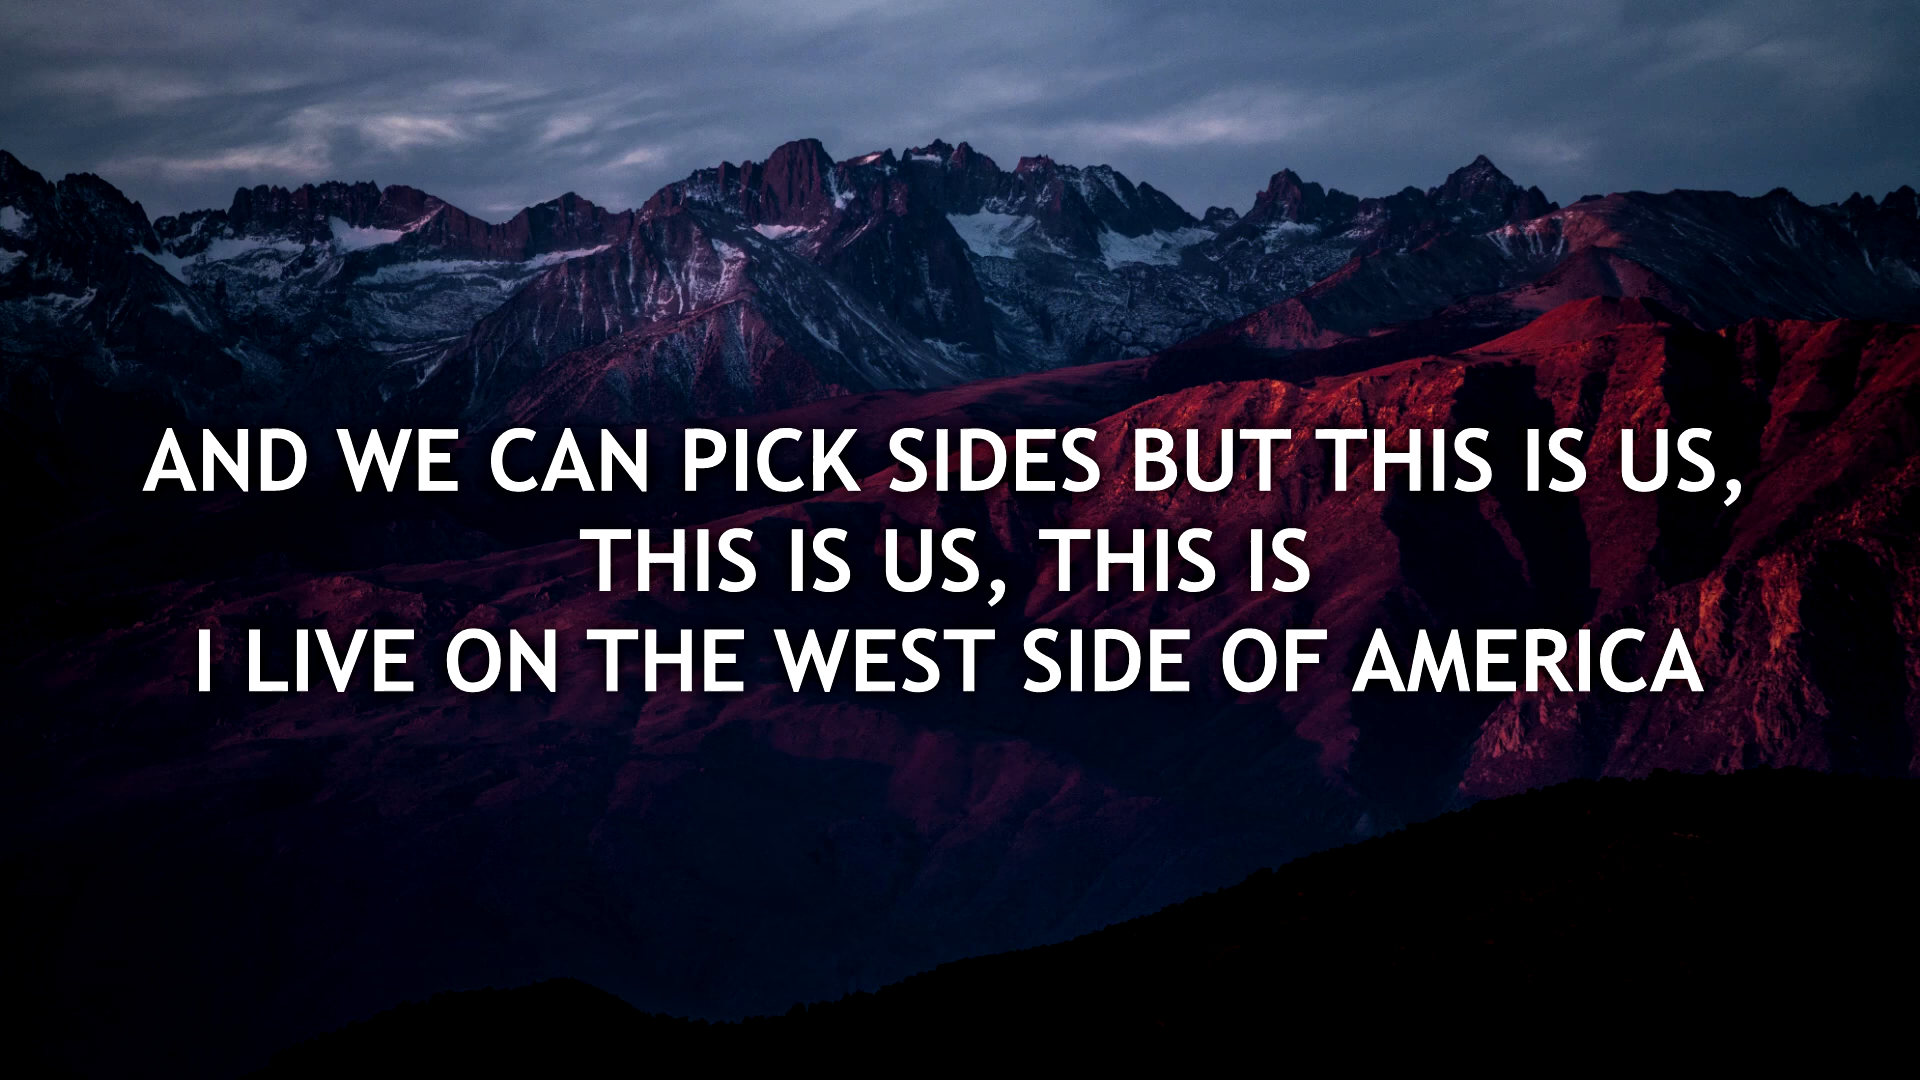 AND WE CAN PICK SIDES BUT THIS IS US,
THIS IS US, THIS IS
I LIVE ON THE WEST SIDE OF AMERICA